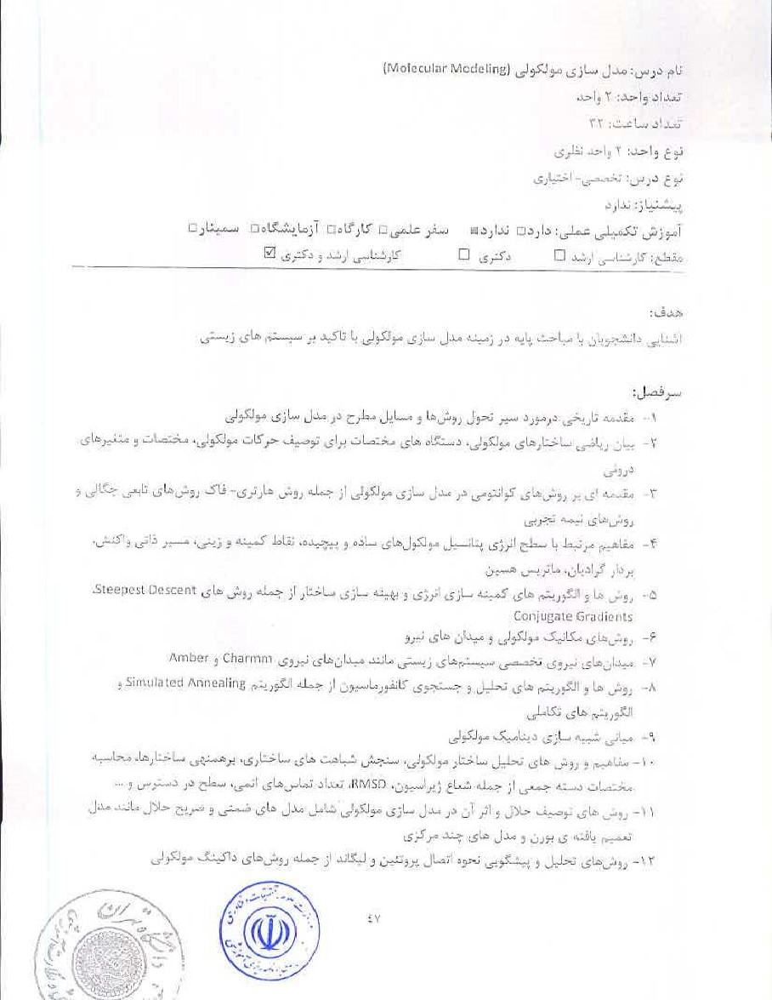 نام درس: مدل سازی مولکولی (Molecular Modeling)
تعداد واحد: ۲ واحد
تعداد ساعت: ۳۲
نوع واحد: ۲ واحد نظری
نوع درس: تخصصی- اختیاری
پیشنیاز: ندارد
آموزش تکمیلی عملی: دارد□ ندارد■ سفر علمی□ کارگاه□ آزمایشگاه□ سمینار□
مقطع: کارشناسی ارشد □ دکتری □ کارشناسی ارشد و دکتری ☑
هدف:
آشنایی دانشجویان با مباحث پایه در زمینه مدل سازی مولکولی با تاکید بر سیستم های زیستی
سرفصل:
۱- مقدمه تاریخی درمورد سیر تحول روش‌ها و مسایل مطرح در مدل سازی مولکولی
۲- بیان ریاضی ساختارهای مولکولی، دستگاه های مختصات برای توصیف حرکات مولکولی، مختصات و متغیرهای
درونی
۳- مقدمه ای بر روش‌های کوانتومی در مدل سازی مولکولی از جمله روش هارتری- فاک روش‌های تابعی چگالی و
روش‌های نیمه تجربی
۴- مفاهیم مرتبط با سطح انرژی پتانسیل مولکول‌های ساده و پیچیده، نقاط کمینه و زینی، مسیر ذاتی واکنش،
بردار گرادیان، ماتریس هسین
۵- روش ها و الگوریتم های کمینه سازی انرژی و بهینه سازی ساختار از جمله روش های Steepest Descent،
Conjugate Gradients
۶- روش‌های مکانیک مولکولی و میدان های نیرو
۷- میدان‌های نیروی تخصصی سیستم‌های زیستی مانند میدان‌های نیروی Charmm و Amber
۸- روش ها و الگوریتم های تحلیل و جستجوی کانفورماسیون از جمله الگوریتم Simulated Annealing و
الگوریتم های تکاملی
۹- مبانی شبیه سازی دینامیک مولکولی
۱۰- مفاهیم و روش های تحلیل ساختار مولکولی، سنجش شباهت های ساختاری، برهمنهی ساختارها، محاسبه
مختصات دسته جمعی از جمله شعاع ژیراسیون، RMSD، تعداد تماس‌های اتمی، سطح در دسترس و ...
۱۱- روش های توصیف حلال و اثر آن در مدل سازی مولکولی شامل مدل های ضمنی و صریح حلال مانند مدل
تعمیم یافته ی بورن و مدل های چند مرکزی
۱۲- روش‌های تحلیل و پیشگویی نحوه اتصال پروتئین و لیگاند از جمله روش‌های داکینگ مولکولی
٤٧
دانشگاه تهران